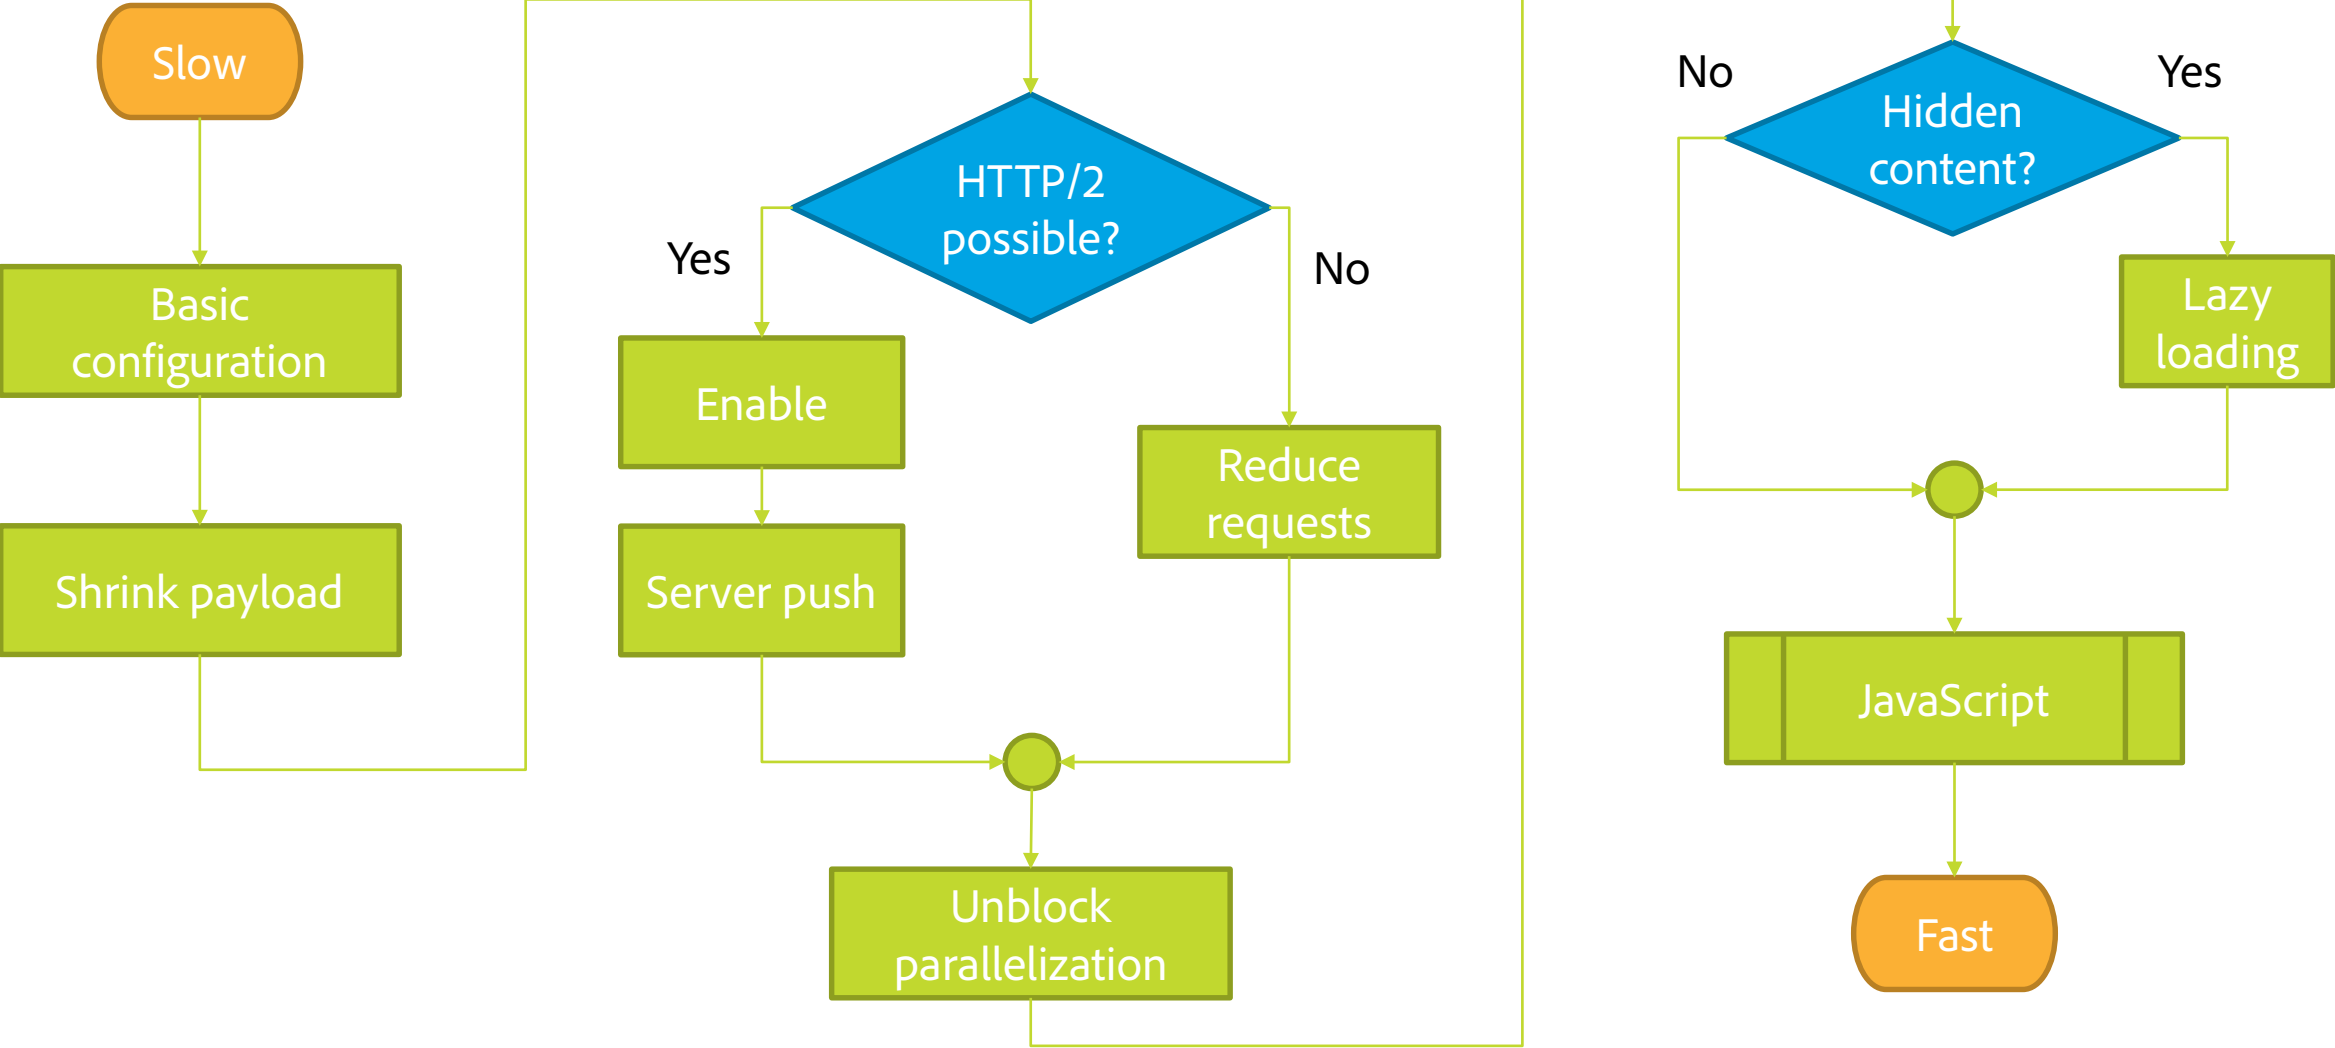 Slow
Basic
configuration
Shrink payload
HTTP/2
possible?
Yes
No
Enable
Reduce
requests
Server push
Unblock
parallelization
No
Yes
Hidden
content?
Lazy
loading
JavaScript
Fast